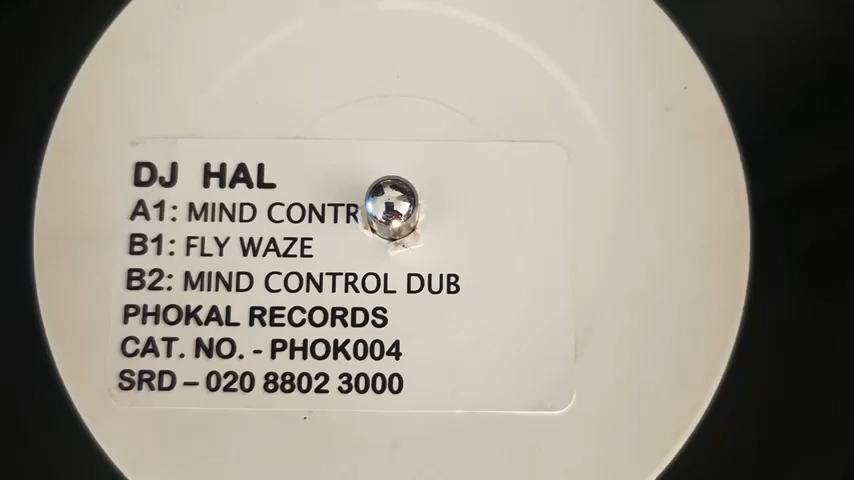 DJ HAL
A1: MIND CONTR
B1: FLY WAZE
B2: MIND CONTROL DUB
PHOKAL RECORDS
CAT. NO. - PHOK004
SRD – 020 8802 3000